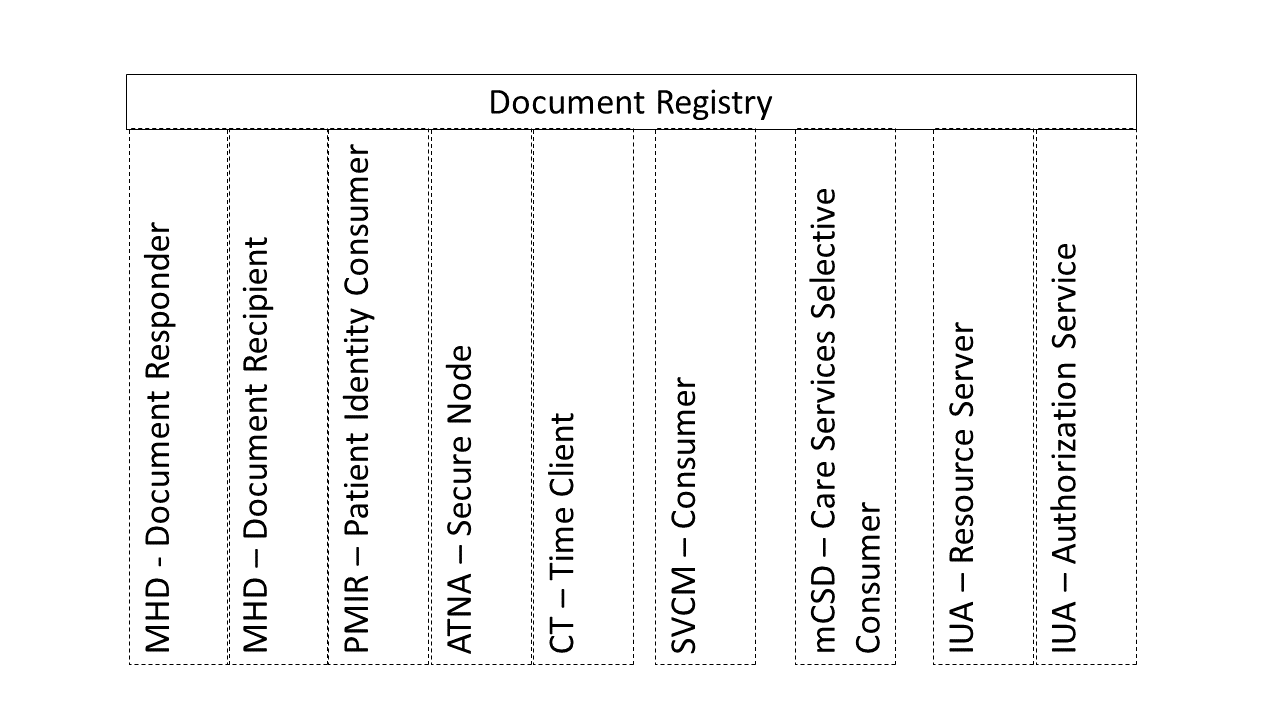 Document Registry
MHD - Document Responder
MHD – Document Recipient
PMIR – Patient Identity Consumer
ATNA – Secure Node
CT – Time Client
SVCM – Consumer
mCSD – Care Services Selective
Consumer
IUA – Resource Server
IUA – Authorization Service